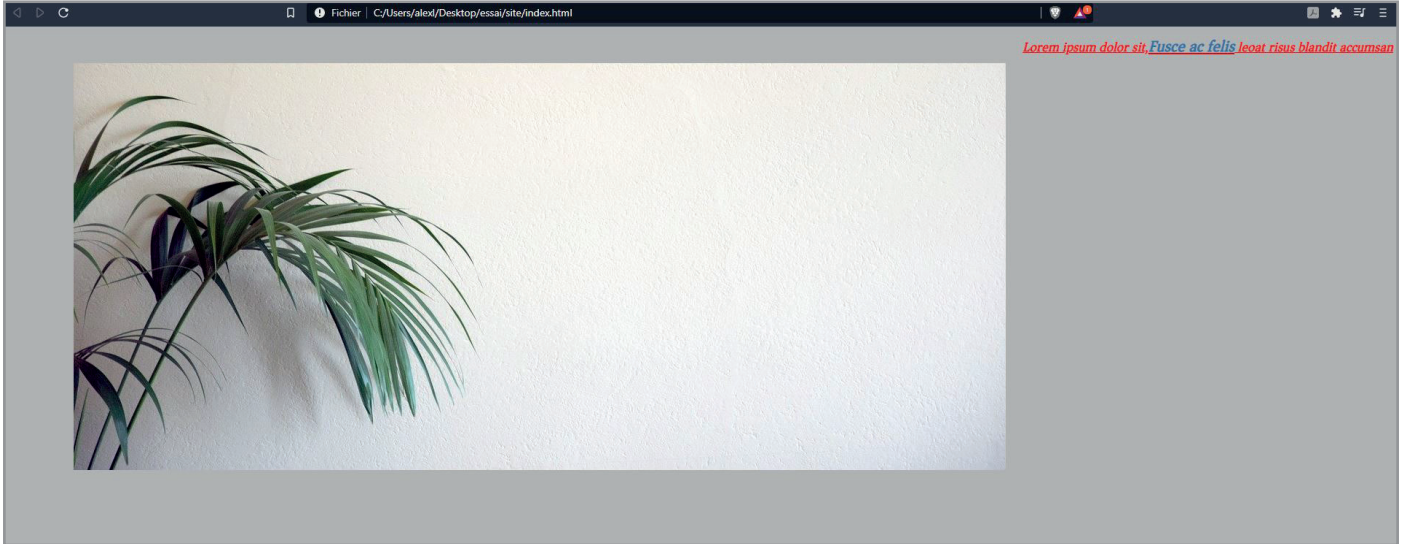 Fichier C:/Users/alexl/Desktop/essai/site/index.html
Lorem ipsum dolor sit,Fusce ac felis leoat risus blandit accumsan